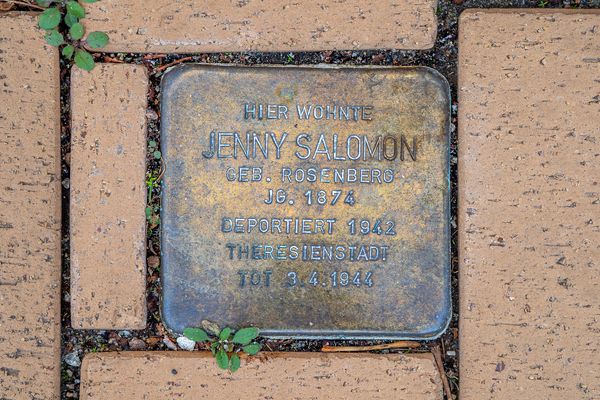 HIER WOHNTE
JENNY SALOMON
GEB. ROSENBERG
JG. 1874
DEPORTIERT 1942
THERESIENSTADT
TOT 3.4.1944